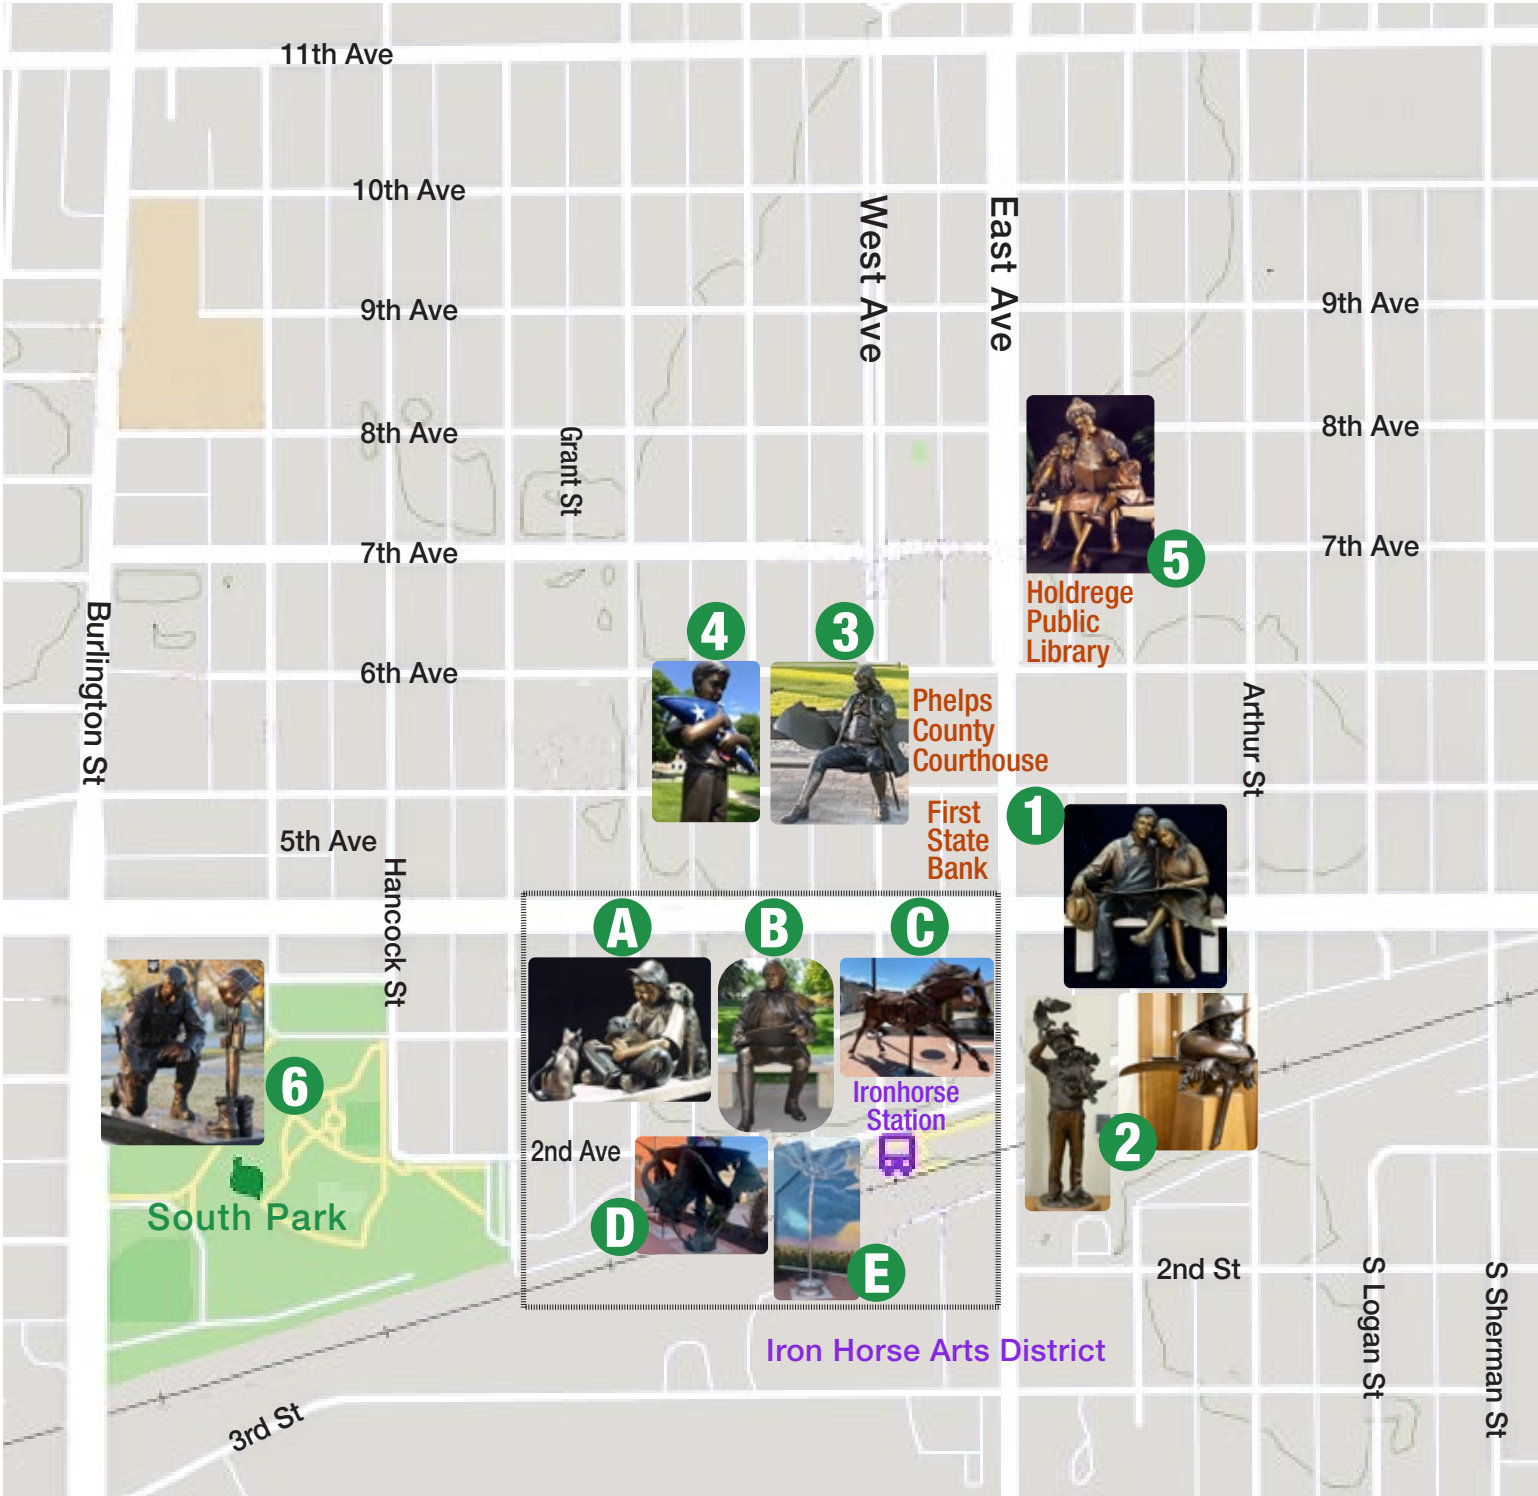 11th Ave
10th Ave
West Ave
East Ave
9th Ave
9th Ave
8th Ave
Grant St
8th Ave
7th Ave
7th Ave
5
Holdrege
Public
Library
Burlington St
4
3
6th Ave
Phelps
County
Courthouse
Arthur St
1
First
State
Bank
5th Ave
Hancock St
A
B
C
6
Ironhorse
Station
2
2nd Ave
South Park
D
E
2nd St
S Logan St
S Sherman St
Iron Horse Arts District
3rd St